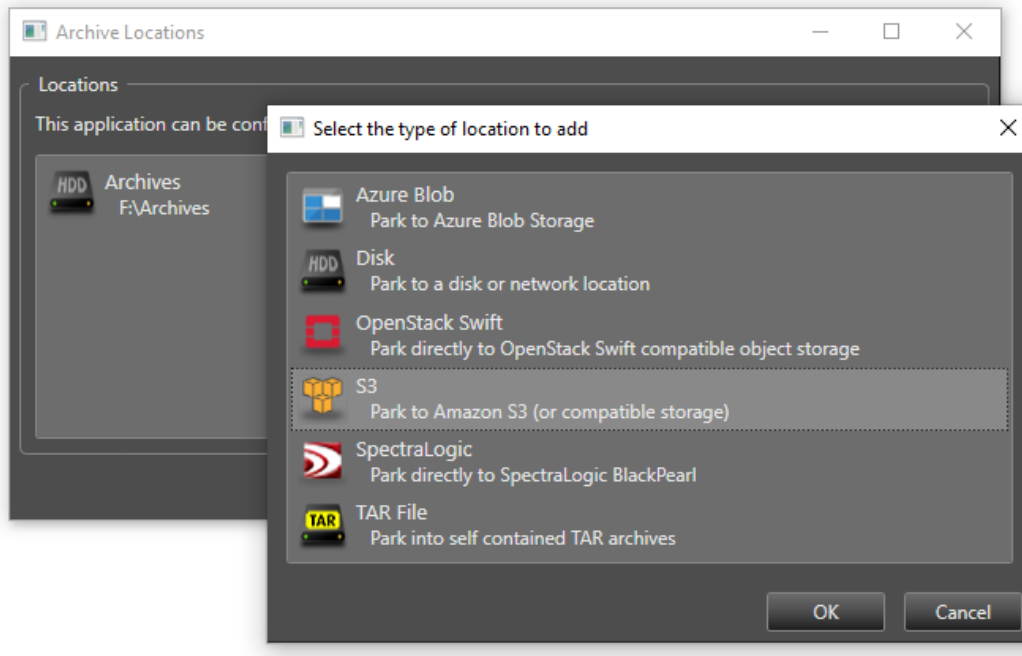 Archive Locations
Locations
This application can be conf
HDD
Archives
F:\Archives
Select the type of location to add
Azure Blob
Park to Azure Blob Storage
HDD
Disk
Park to a disk or network location
OpenStack Swift
Park directly to OpenStack Swift compatible object storage
S3
Park to Amazon S3 (or compatible storage)
SpectraLogic
Park directly to SpectraLogic BlackPearl
TAR
TAR File
Park into self contained TAR archives
OK
Cancel